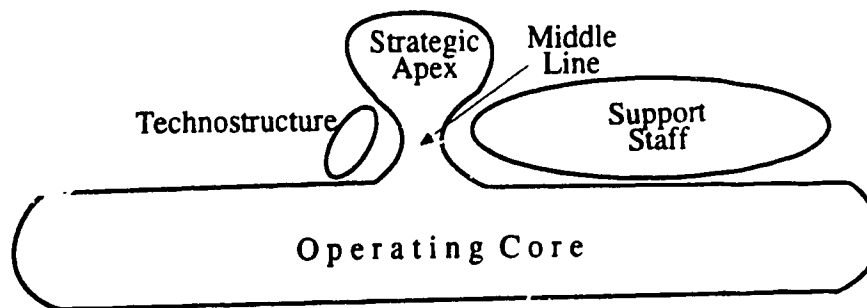 Strategic
Apex
Middle
Line
Technostructure
Support
Staff
Operating Core